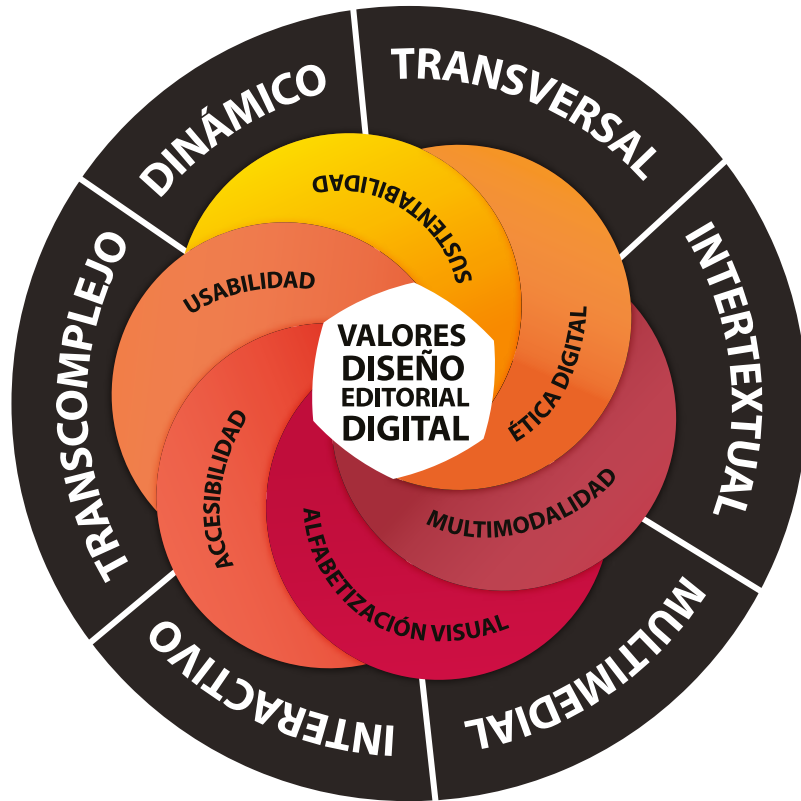 DINÁMICO
TRANSVERSAL
INTERTEXTUAL
MULTIMEDIAL
INTERACTIVO
TRANSCOMPLEJO
SUSTENTABILIDAD
ÉTICA DIGITAL
MULTIMODALIDAD
ALFABETIZACIÓN VISUAL
ACCESIBILIDAD
USABILIDAD
VALORES
DISEÑO
EDITORIAL
DIGITAL